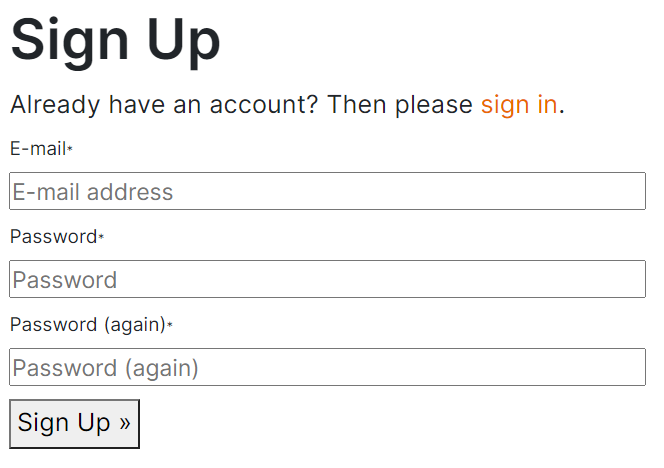 Sign Up
Already have an account? Then please sign in.
E-mail*
E-mail address
Password*
Password
Password (again)*
Password (again)
Sign Up »